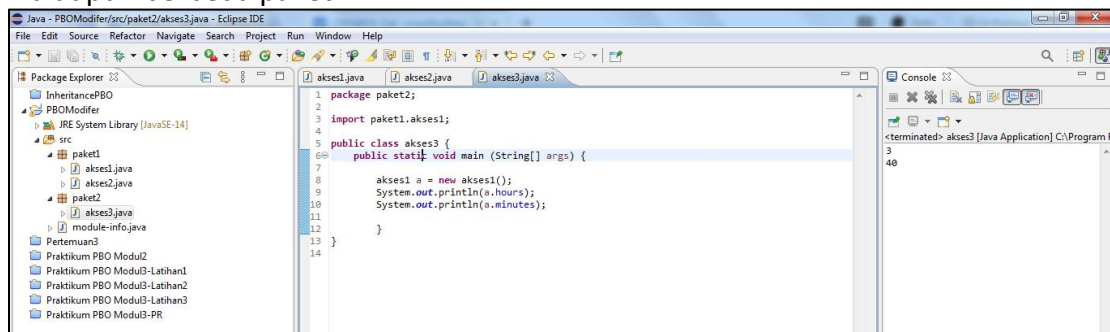 Java - PBOModifer/src/paket2/akses3.java - Eclipse IDE
File Edit Source Refactor Navigate Search Project Run Window Help
Package Explorer
akses1.java
akses2.java
akses3.java
Console
InheritancePBO
PBOModifer
JRE System Library [JavaSE-14]
src
paket1
akses1.java
akses2.java
paket2
akses3.java
module-info.java
Pertemuan3
Praktikum PBO Modul2
Praktikum PBO Modul3-Latihan1
Praktikum PBO Modul3-Latihan2
Praktikum PBO Modul3-Latihan3
Praktikum PBO Modul3-PR
1 package paket2;
2
3 import paket1.akses1;
4
5 public class akses3 {
6 public static void main (String[] args) {
7
8 akses1 a = new akses1();
9 System.out.println(a.hours);
10 System.out.println(a.minutes);
11
12 }
13 }
14
<terminated> akses3 [Java Application] C:\Program
3
40